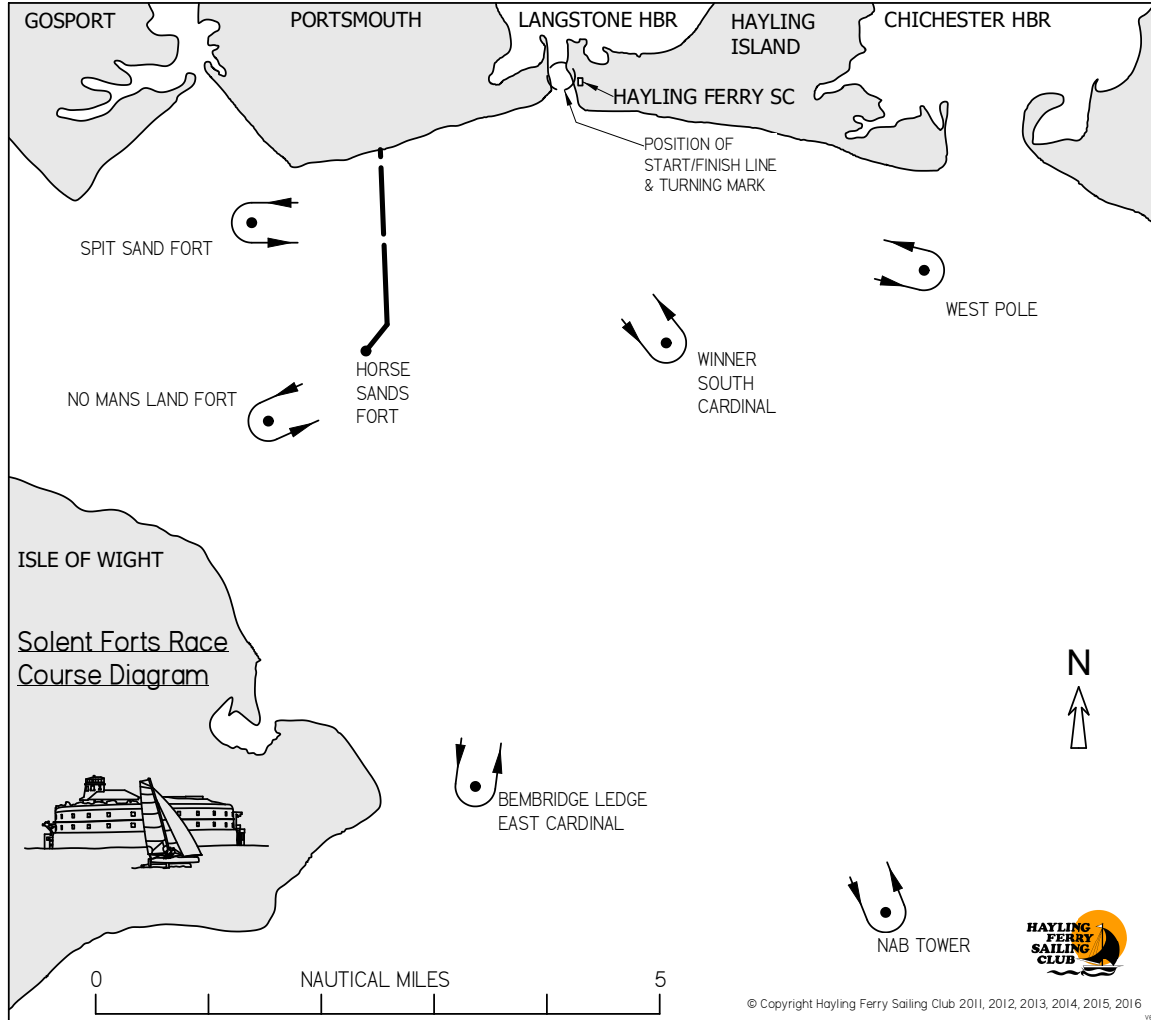 GOSPORT
PORTSMOUTH
LANGSTONE HBR
HAYLING
ISLAND
CHICHESTER HBR
HAYLING FERRY SC
POSITION OF
START/FINISH LINE
& TURNING MARK
SPIT SAND FORT
WEST POLE
HORSE
SANDS
FORT
WINNER
SOUTH
CARDINAL
NO MANS LAND FORT
ISLE OF WIGHT
Solent Forts Race
Course Diagram
N
BEMBRIDGE LEDGE
EAST CARDINAL
NAB TOWER
HAYLING
FERRY
SAILING
CLUB
0
NAUTICAL MILES
5
© Copyright Hayling Ferry Sailing Club 2011, 2012, 2013, 2014, 2015, 2016